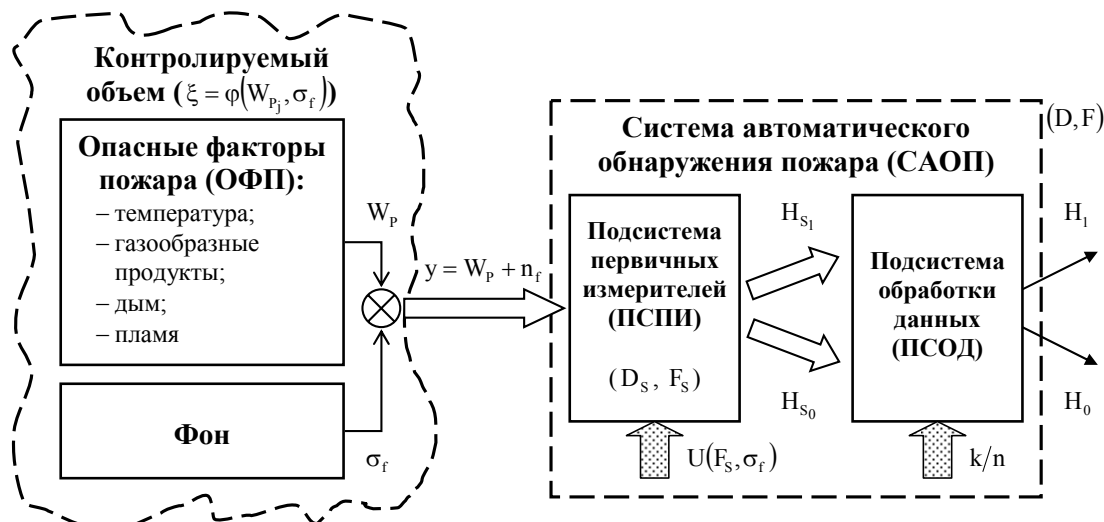 Контролируемый
объем (ξ = φ(W_Pj, σ_f))
Опасные факторы
пожара (ОФП):
– температура;
– газообразные
продукты;
– дым;
– пламя
Фон
W_P
σ_f
y = W_P + n_f
Система автоматического
обнаружения пожара (САОП)
(D, F)
Подсистема
первичных
измерителей
(ПСПИ)
(D_S, F_S)
U(F_S, σ_f)
H_S1
H_S0
Подсистема
обработки
данных
(ПСОД)
k/n
H_1
H_0